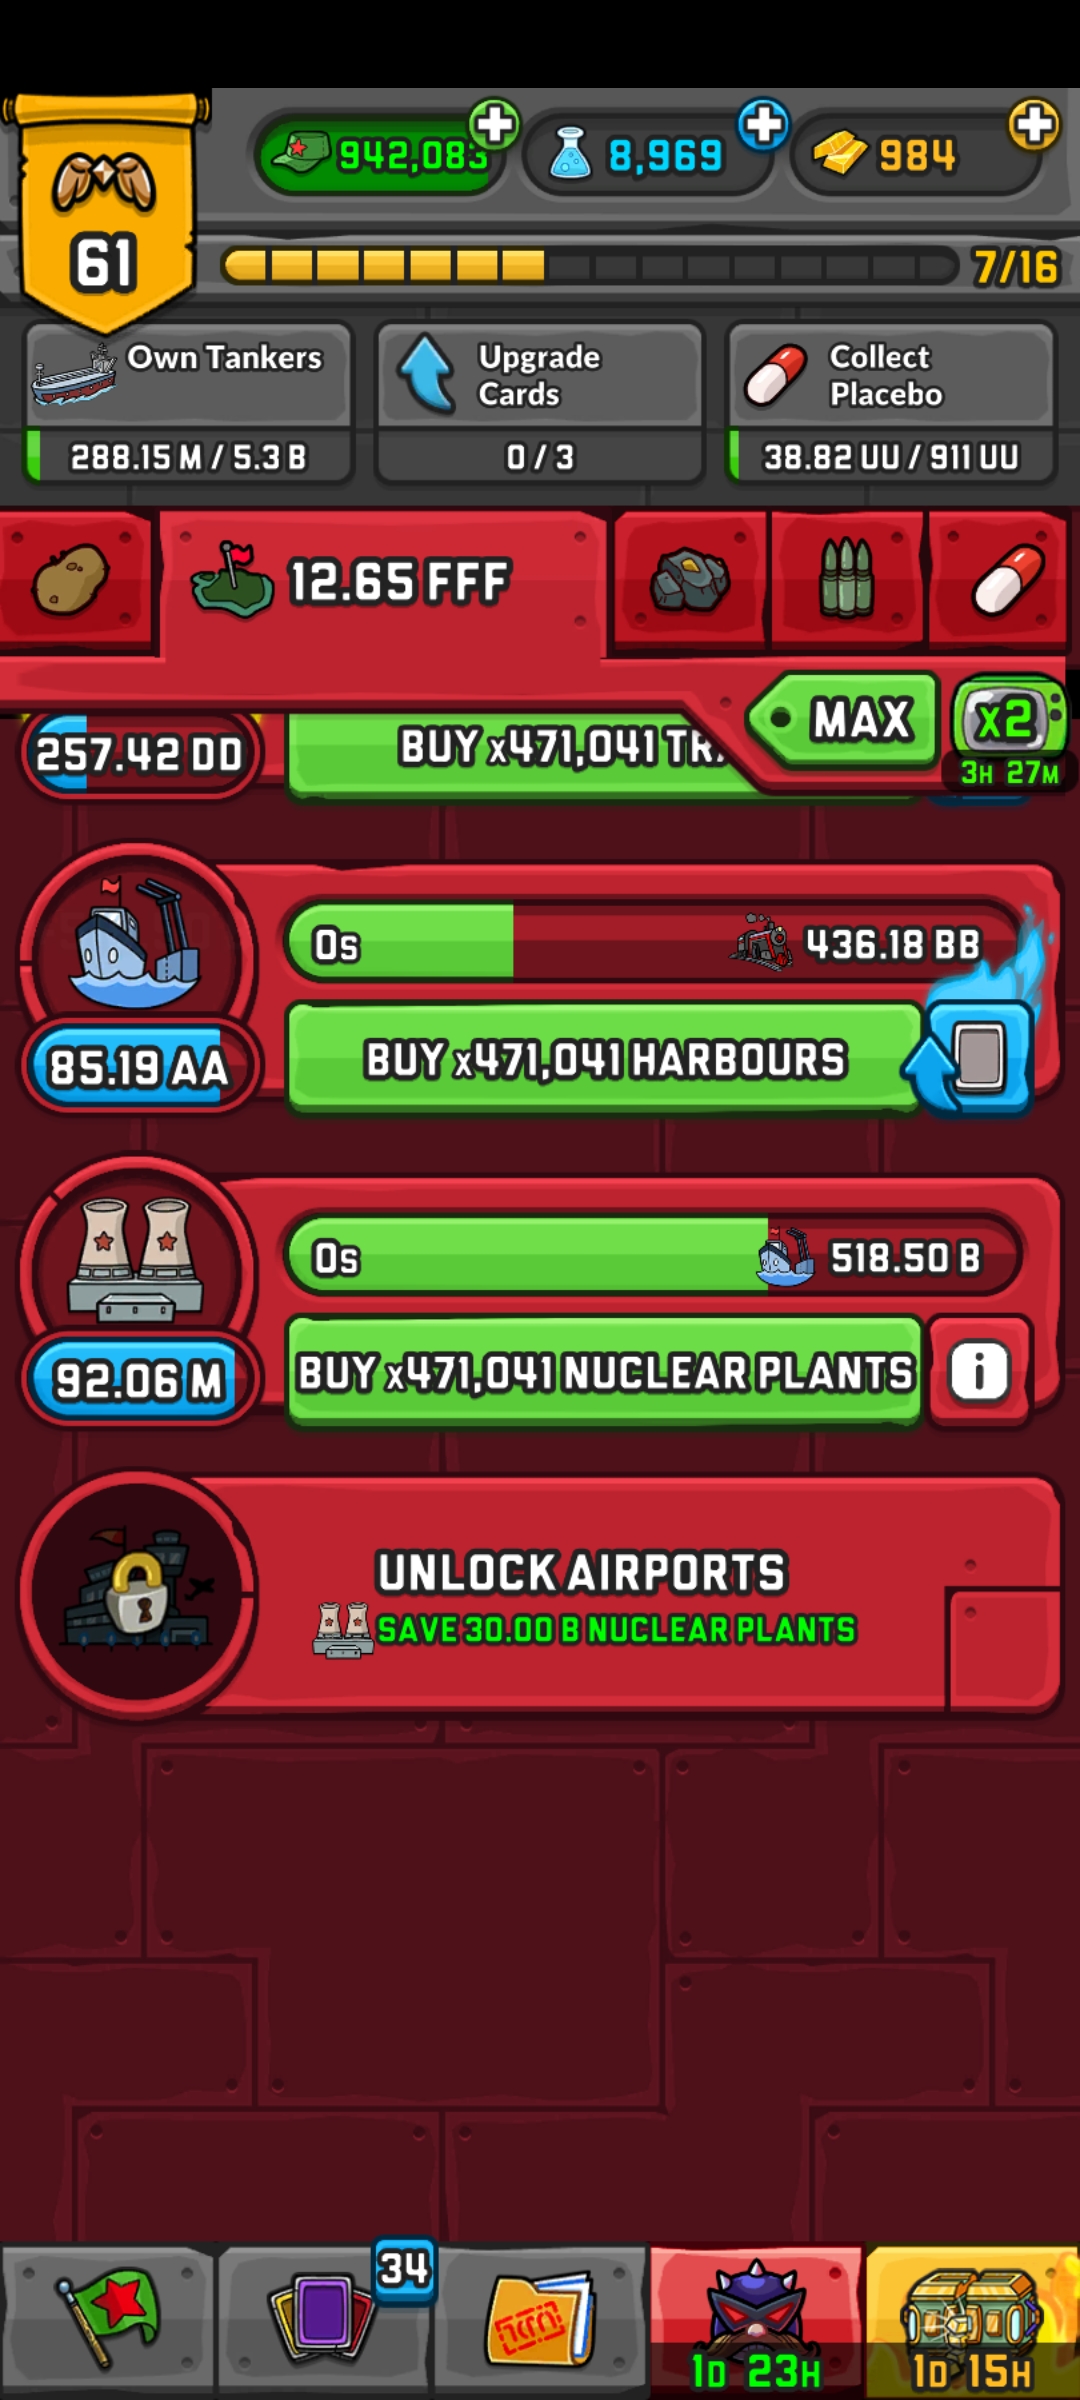 942,083
8,969
984
61
7/16
Own Tankers
288.15 M / 5.3 B
Upgrade
Cards
0 / 3
Collect
Placebo
38.82 UU / 911 UU
12.65 FFF
MAX
x2
3H 27M
257.42 DD
BUY x471,041
0s
436.18 BB
85.19 AA
BUY x471,041 HARBOURS
0s
518.50 B
92.06 M
BUY x471,041 NUCLEAR PLANTS
i
UNLOCK AIRPORTS
SAVE 30.00 B NUCLEAR PLANTS
34
1D 23H
1D 15H